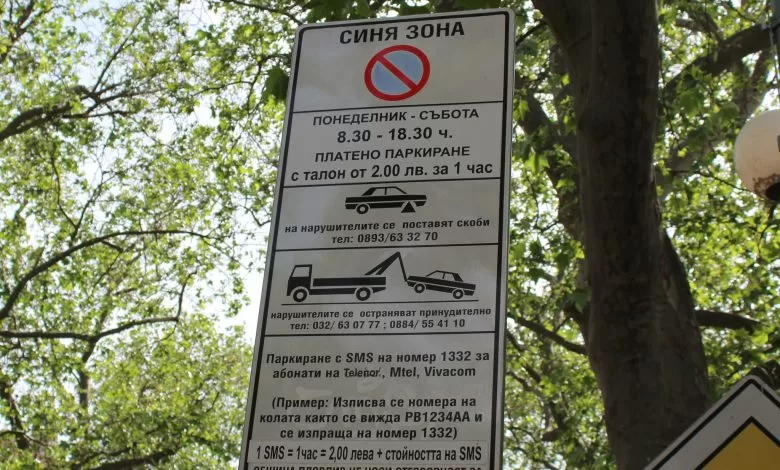 СИНЯ ЗОНА
ПОНЕДЕЛНИК - СЪБОТА
8.30 - 18.30 ч.
ПЛАТЕНО ПАРКИРАНЕ
с талон от 2.00 лв. за 1 час
на нарушителите се поставят скоби
тел: 0893/63 32 70
нарушителите се остраняват принудително
тел: 032/ 63 07 77 ; 0884/ 55 41 10
Паркиране с SMS на номер 1332 за
абонати на Telenor, Mtel, Vivacom
(Пример: Изписва се номера на
колата както се вижда РВ1234АА и
се изпраща на номер 1332)
1 SMS = 1час = 2,00 лева + стойността на SMS